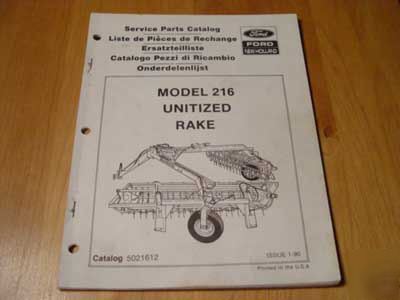 Service Parts Catalog
Liste de Pièces de Rechange
Ersatzteilliste
Catalogo Pezzi di Ricambio
Onderdelenlijst
Ford
FORD
NEW HOLLAND
MODEL 216
UNITIZED
RAKE
Catalog 5021612
ISSUE 1-90
Printed in the U.S.A.